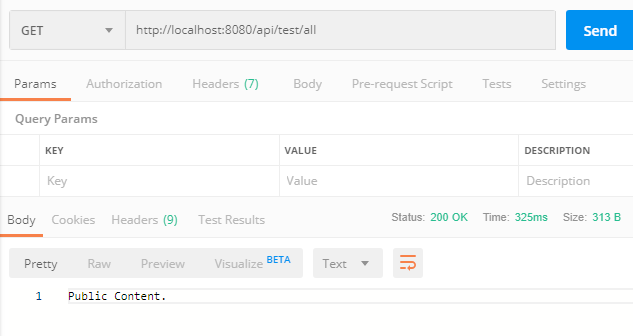 GET http://localhost:8080/api/test/all Send
Params Authorization Headers (7) Body Pre-request Script Tests Settings
Query Params
KEY VALUE DESCRIPTION
Key Value Description
Body Cookies Headers (9) Test Results Status: 200 OK Time: 325ms Size: 313 B
Pretty Raw Preview Visualize BETA Text
1 Public Content.